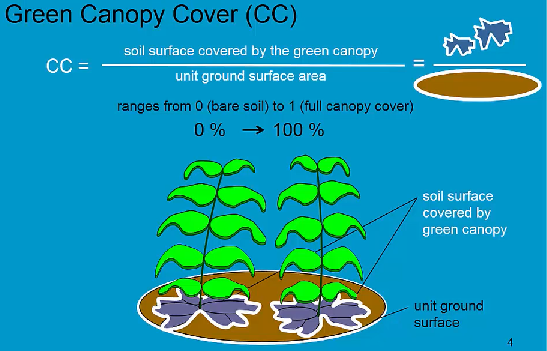 Green Canopy Cover (CC)
CC =
soil surface covered by the green canopy
unit ground surface area
=
ranges from 0 (bare soil) to 1 (full canopy cover)
0 % → 100 %
soil surface
covered by
green canopy
unit ground
surface
4